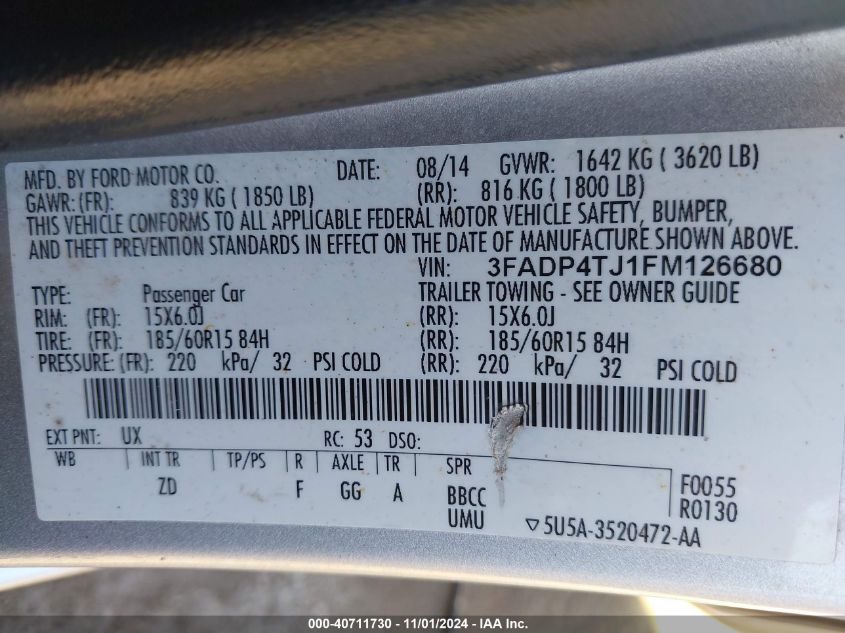 MFD. BY FORD MOTOR CO. DATE: 08/14 GVWR: 1642 KG ( 3620 LB)
GAWR: (FR): 839 KG ( 1850 LB) (RR): 816 KG ( 1800 LB)
THIS VEHICLE CONFORMS TO ALL APPLICABLE FEDERAL MOTOR VEHICLE SAFETY, BUMPER,
AND THEFT PREVENTION STANDARDS IN EFFECT ON THE DATE OF MANUFACTURE SHOWN ABOVE.
VIN: 3FADP4TJ1FM126680
TYPE: Passenger Car TRAILER TOWING - SEE OWNER GUIDE
RIM: (FR): 15X6.0J (RR): 15X6.0J
TIRE: (FR): 185/60R15 84H (RR): 185/60R15 84H
PRESSURE: (FR): 220 kPa/ 32 PSI COLD (RR): 220 kPa/ 32 PSI COLD
EXT PNT: UX RC: 53 DSO:
WB INT TR TP/PS R AXLE TR SPR F0055
ZD F GG A BBCC R0130
UMU ▽5U5A-3520472-AA
000-40711730 - 11/01/2024 - IAA Inc.